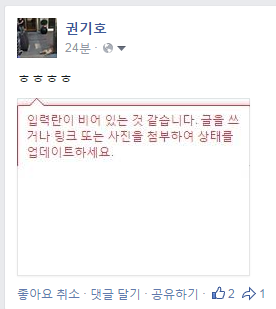 권기호
24분 ·
ㅎㅎㅎㅎ
입력란이 비어 있는 것 같습니다. 글을 쓰
거나 링크 또는 사진을 첨부하여 상태를
업데이트하세요.
좋아요 취소 · 댓글 달기 · 공유하기 · 2 1